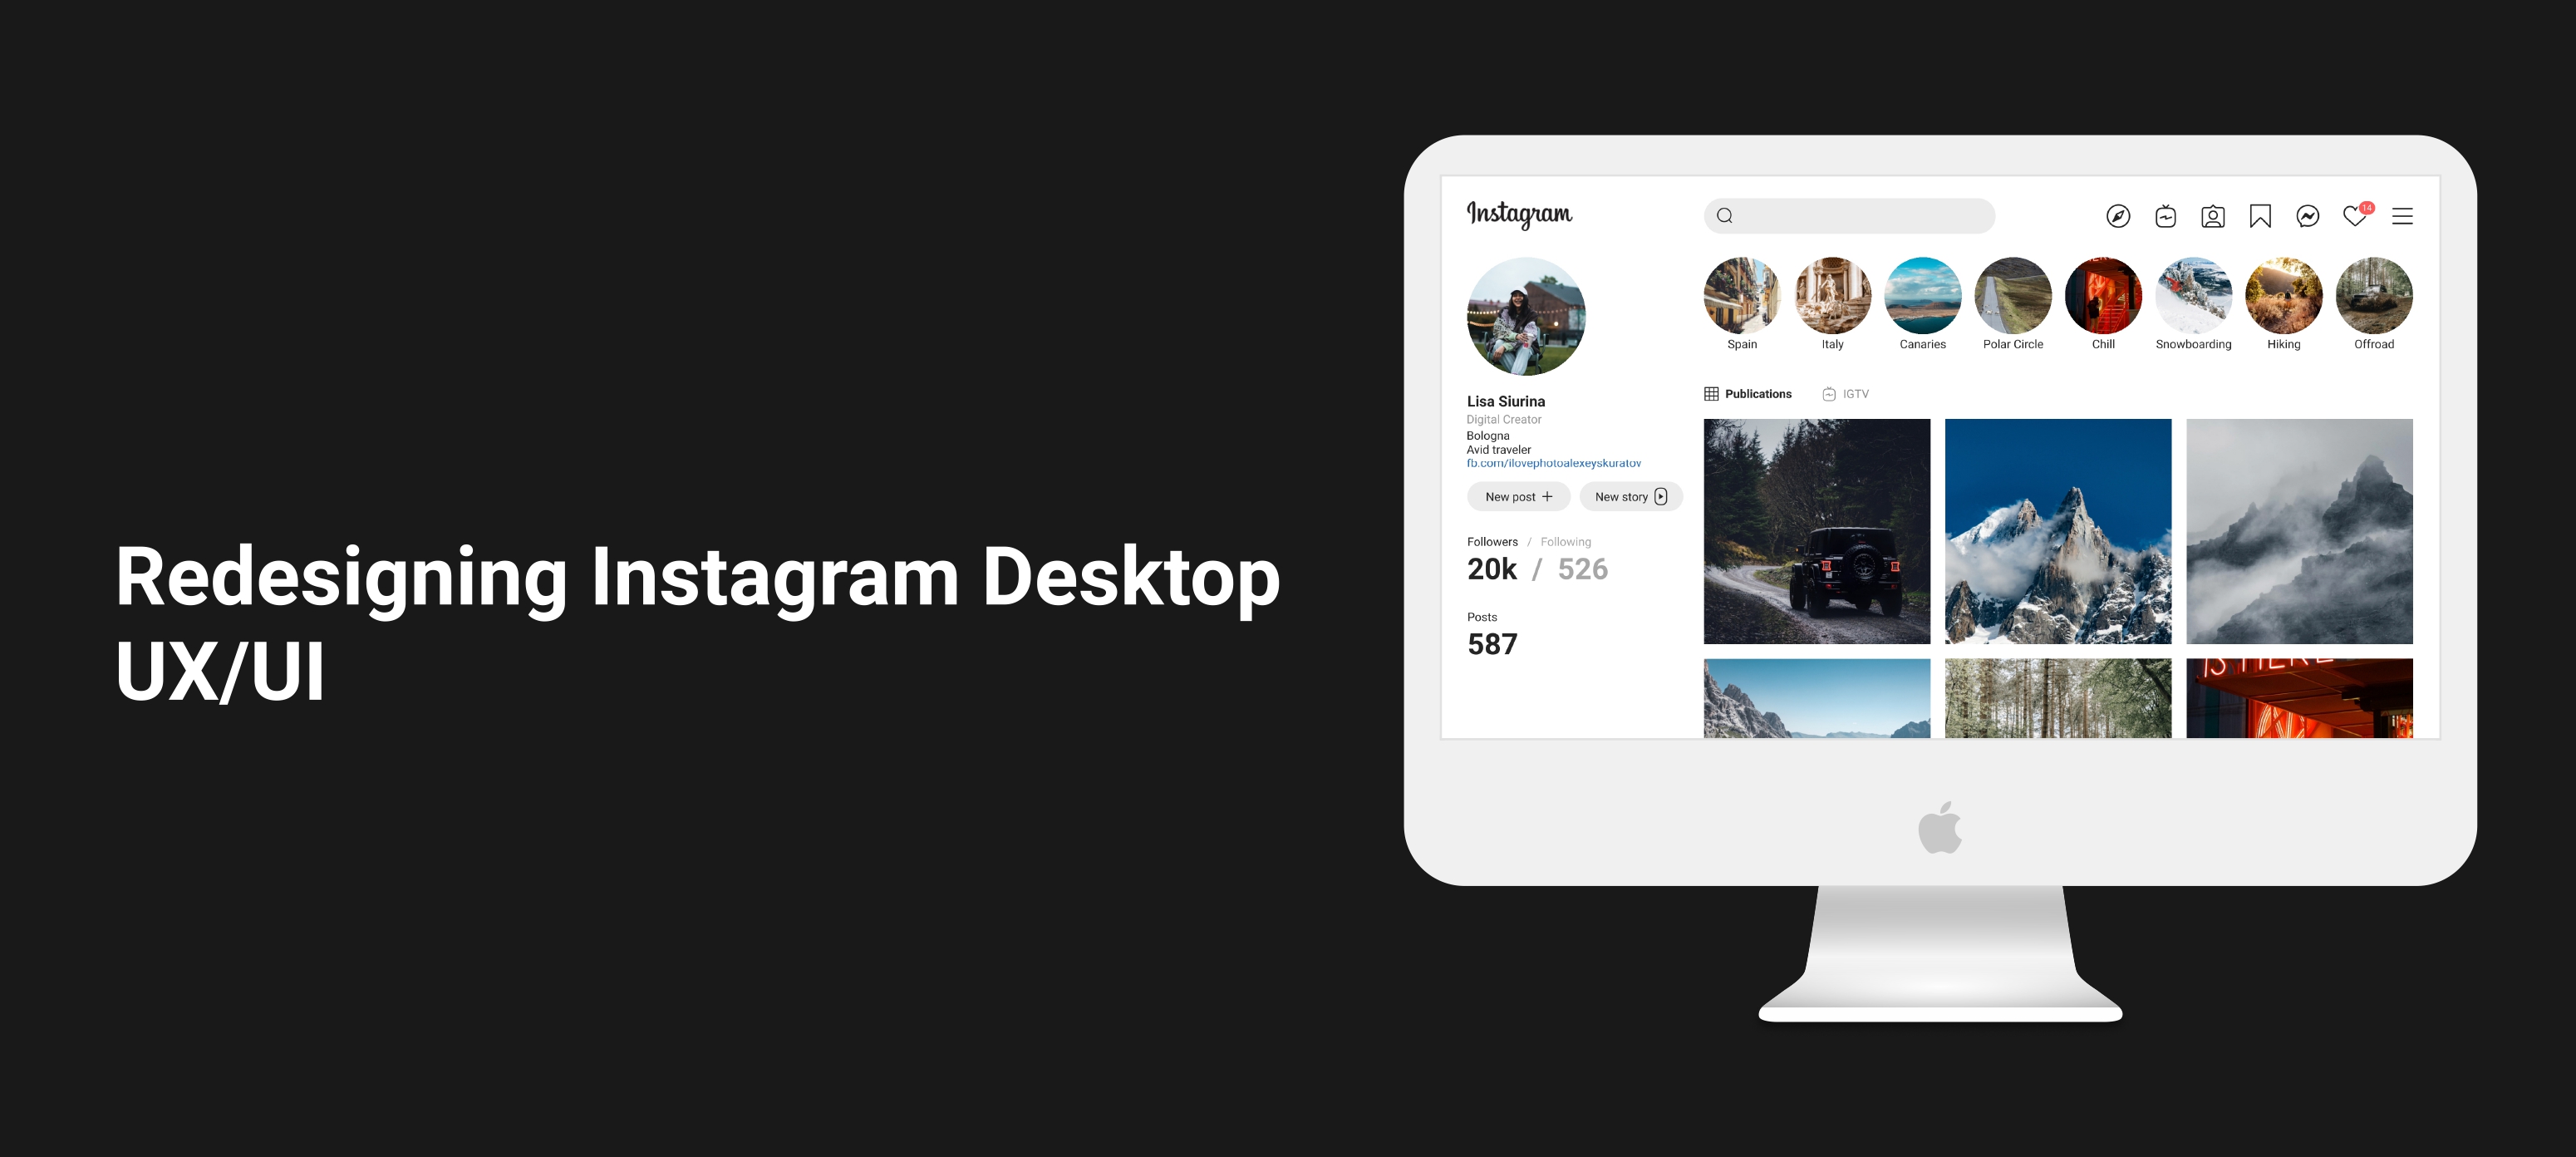 Redesigning Instagram Desktop
UX/UI
Instagram
14
Spain
Italy
Canaries
Polar Circle
Chill
Snowboarding
Hiking
Offroad
Publications
IGTV
Lisa Siurina
Digital Creator
Bologna
Avid traveler
fb.com/ilovephotoalexeyskuratov
New post
New story
Followers / Following
20k / 526
Posts
587
IS HERE